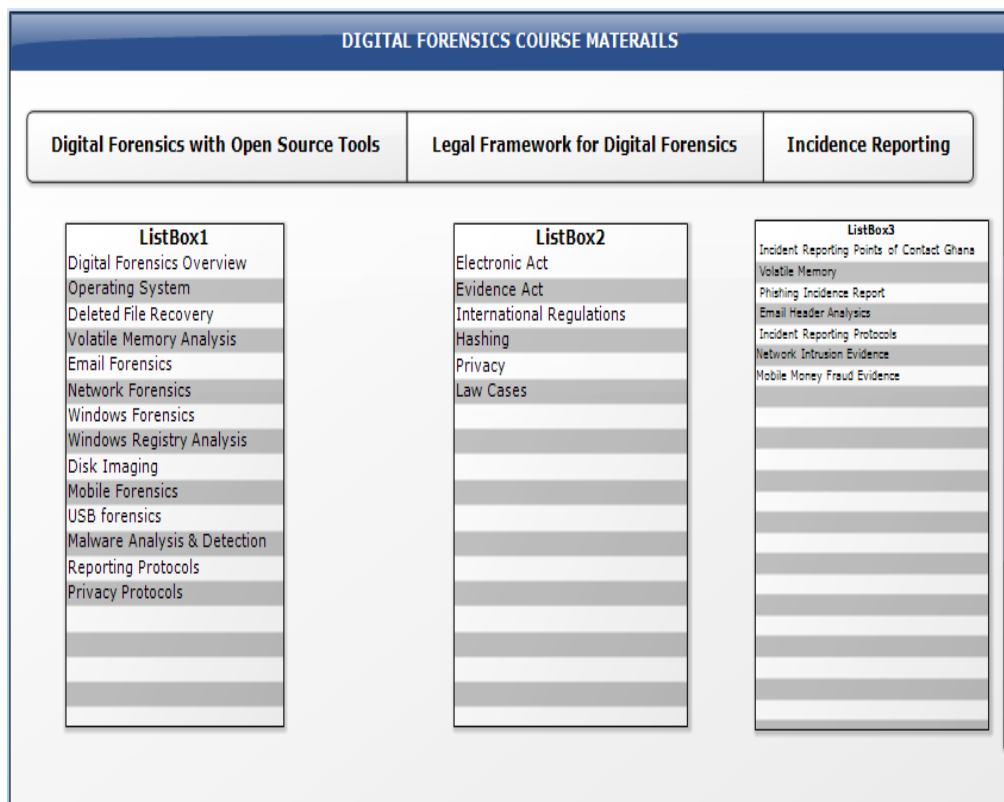 DIGITAL FORENSICS COURSE MATERAILS
Digital Forensics with Open Source Tools
Legal Framework for Digital Forensics
Incidence Reporting
ListBox1
Digital Forensics Overview
Operating System
Deleted File Recovery
Volatile Memory Analysis
Email Forensics
Network Forensics
Windows Forensics
Windows Registry Analysis
Disk Imaging
Mobile Forensics
USB forensics
Malware Analysis & Detection
Reporting Protocols
Privacy Protocols
ListBox2
Electronic Act
Evidence Act
International Regulations
Hashing
Privacy
Law Cases
ListBox3
Incident Reporting Points of Contact Ghana
Volatile Memory
Phishing Incidence Report
Email Header Analysics
Incident Reporting Protocols
Network Intrusion Evidence
Mobile Money Fraud Evidence